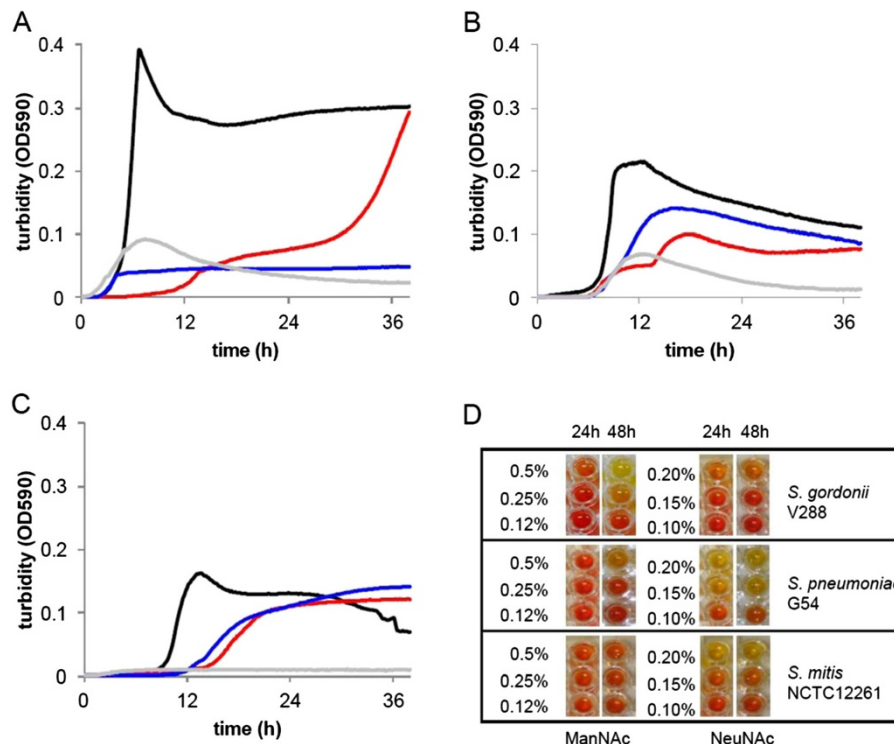 A
turbidity (OD590)
0.4
0.3
0.2
0.1
0
0 12 24 36
time (h)
B
turbidity (OD590)
0.4
0.3
0.2
0.1
0
0 12 24 36
time (h)
C
turbidity (OD590)
0.4
0.3
0.2
0.1
0
0 12 24 36
time (h)
D
24h 48h 24h 48h
0.5% 0.20%
0.25% 0.15%
0.12% 0.10%
S. gordonii
V288
0.5% 0.20%
0.25% 0.15%
0.12% 0.10%
S. pneumoniae
G54
0.5% 0.20%
0.25% 0.15%
0.12% 0.10%
S. mitis
NCTC12261
ManNAc NeuNAc